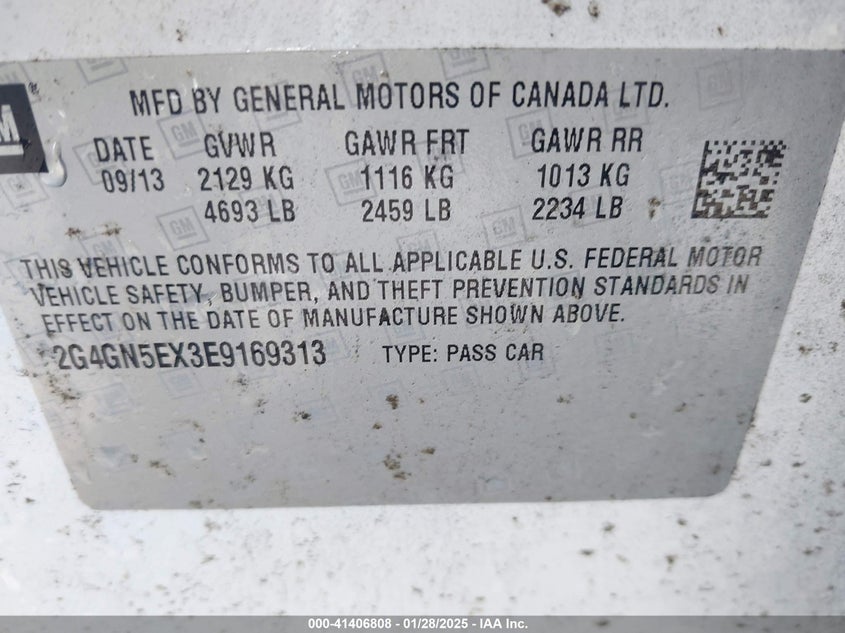 MFD BY GENERAL MOTORS OF CANADA LTD.
DATE GVWR GAWR FRT GAWR RR
09/13 2129 KG 1116 KG 1013 KG
4693 LB 2459 LB 2234 LB
THIS VEHICLE CONFORMS TO ALL APPLICABLE U.S. FEDERAL MOTOR
VEHICLE SAFETY, BUMPER, AND THEFT PREVENTION STANDARDS IN
EFFECT ON THE DATE OF MANUFACTURE SHOWN ABOVE.
2G4GN5EX3E9169313 TYPE: PASS CAR
000-41406808 - 01/28/2025 - IAA Inc.